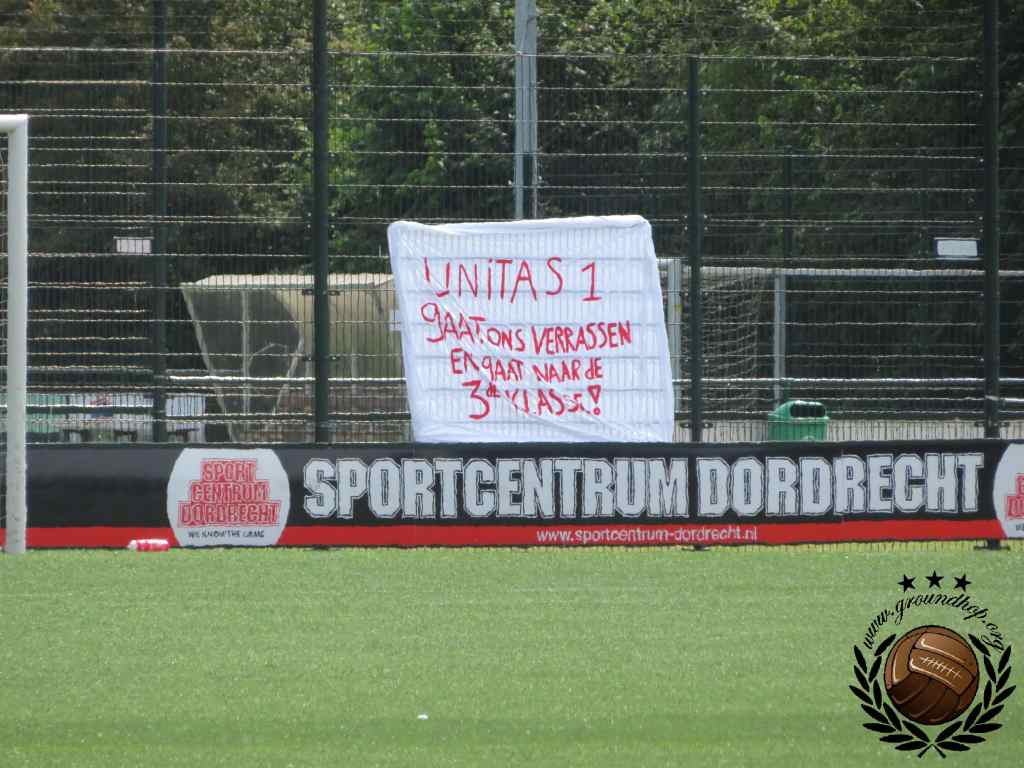 UNiTAS 1
gAAT ONS VERRASSEN
EN gAAT NAAR dE
3de KLASSE!
SPORT
CENTRUM
DORDRECHT
WE KNOW THE GAME
SPORTCENTRUM DORDRECHT
www.sportcentrum-dordrecht.nl
www.groundhop.org